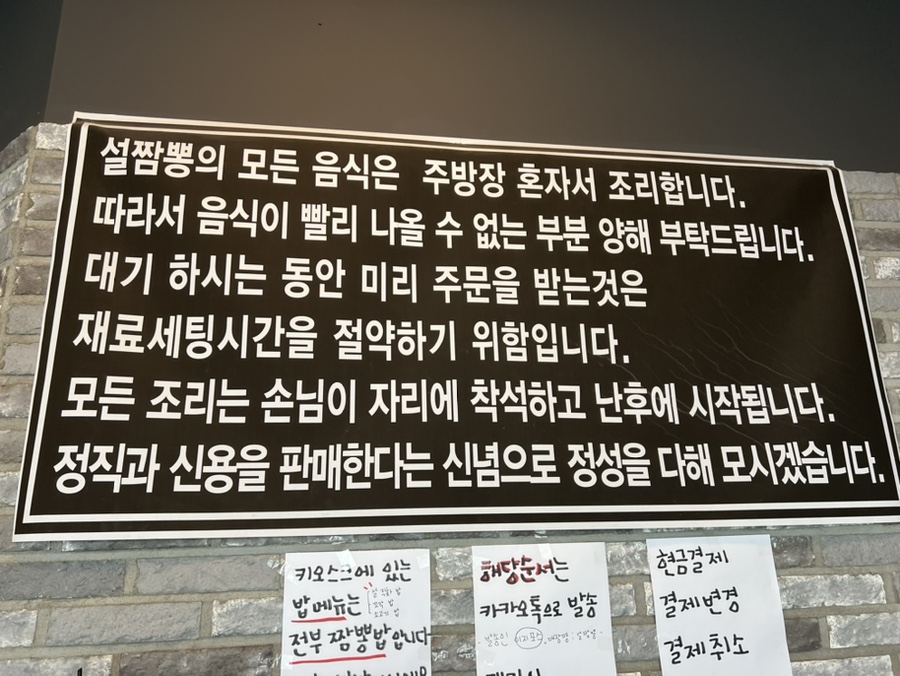 설짬뽕의 모든 음식은 주방장 혼자서 조리합니다.
따라서 음식이 빨리 나올 수 없는 부분 양해 부탁드립니다.
대기 하시는 동안 미리 주문을 받는것은
재료세팅시간을 절약하기 위함입니다.
모든 조리는 손님이 자리에 착석하고 난후에 시작됩니다.
정직과 신용을 판매한다는 신념으로 정성을 다해 모시겠습니다.
키오스크에 있는
밥메뉴는
전부 짬뽕밥입니다
해당순서는
카카오톡으로 발송
발송인
현금결제
결제변경
결제취소